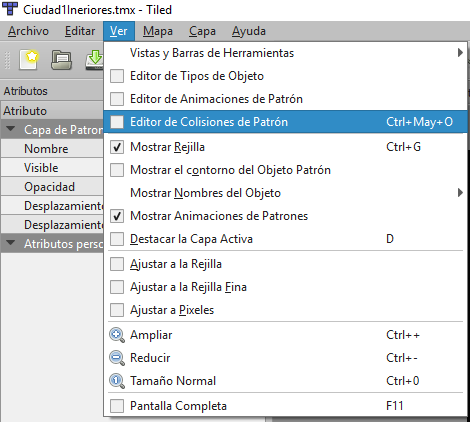 Ciudad1Ineriores.tmx - Tiled
Archivo Editar Ver Mapa Capa Ayuda
Vistas y Barras de Herramientas
Editor de Tipos de Objeto
Atributos
Editor de Animaciones de Patrón
Atributo
Editor de Colisiones de Patrón Ctrl+May+O
Capa de Patron
Nombre
Mostrar Rejilla Ctrl+G
Visible
Mostrar el contorno del Objeto Patrón
Opacidad
Mostrar Nombres del Objeto
Desplazamiento
Mostrar Animaciones de Patrones
Desplazamiento
Destacar la Capa Activa D
Atributos perso
Ajustar a la Rejilla
Ajustar a la Rejilla Fina
Ajustar a Pixeles
Ampliar Ctrl++
Reducir Ctrl+-
Tamaño Normal Ctrl+0
Pantalla Completa F11